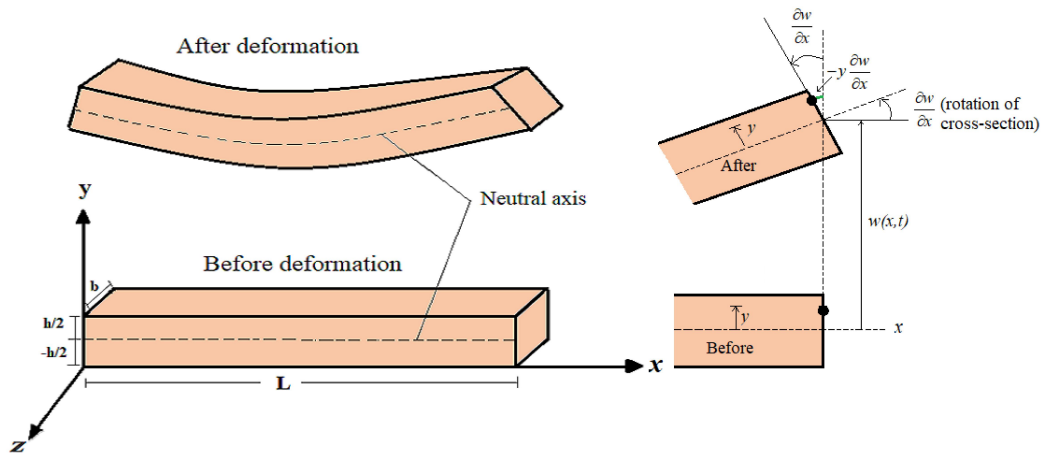 After deformation
Neutral axis
y
Before deformation
b
h/2
-h/2
L
x
z
∂w/∂x
-y ∂w/∂x
∂w/∂x (rotation of
cross-section)
y
After
w(x,t)
y
x
Before